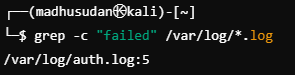 ┌──(madhusudan㉿kali)-[~]
└─$ grep -c "failed" /var/log/*.log
/var/log/auth.log:5